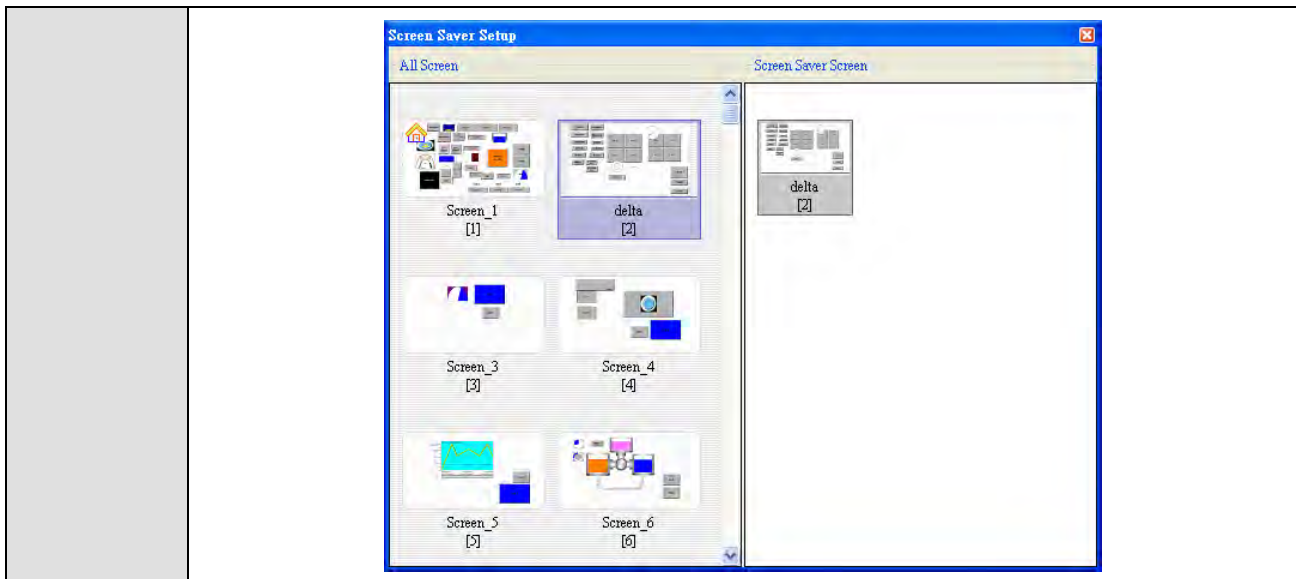 Screen Saver Setup
All Screen
Screen Saver Screen
Screen_1
[1]
delta
[2]
delta
[2]
Screen_3
[3]
Screen_4
[4]
Screen_5
[5]
Screen_6
[6]